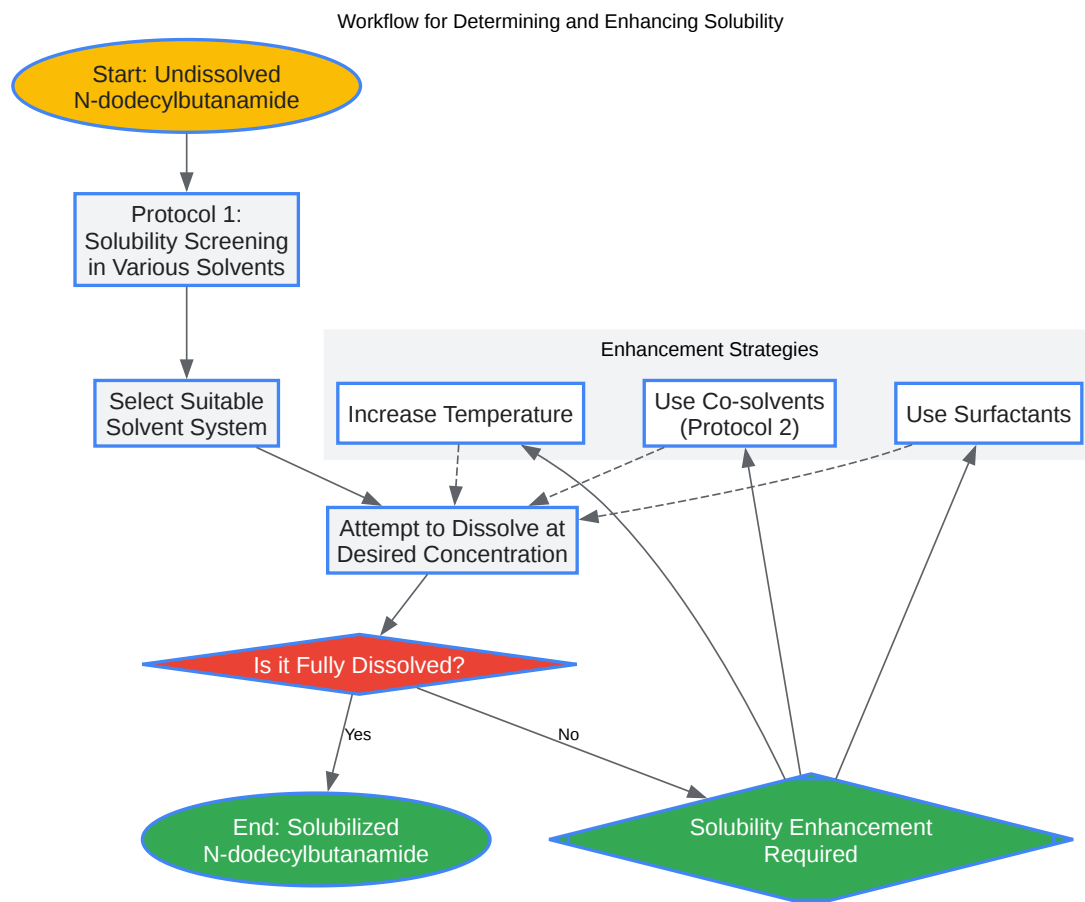 Workflow for Determining and Enhancing Solubility
Start: Undissolved
N-dodecylbutanamide
Protocol 1:
Solubility Screening
in Various Solvents
Enhancement Strategies
Select Suitable
Solvent System
Increase Temperature
Use Co-solvents
(Protocol 2)
Use Surfactants
Attempt to Dissolve at
Desired Concentration
Is it Fully Dissolved?
Yes
No
End: Solubilized
N-dodecylbutanamide
Solubility Enhancement
Required